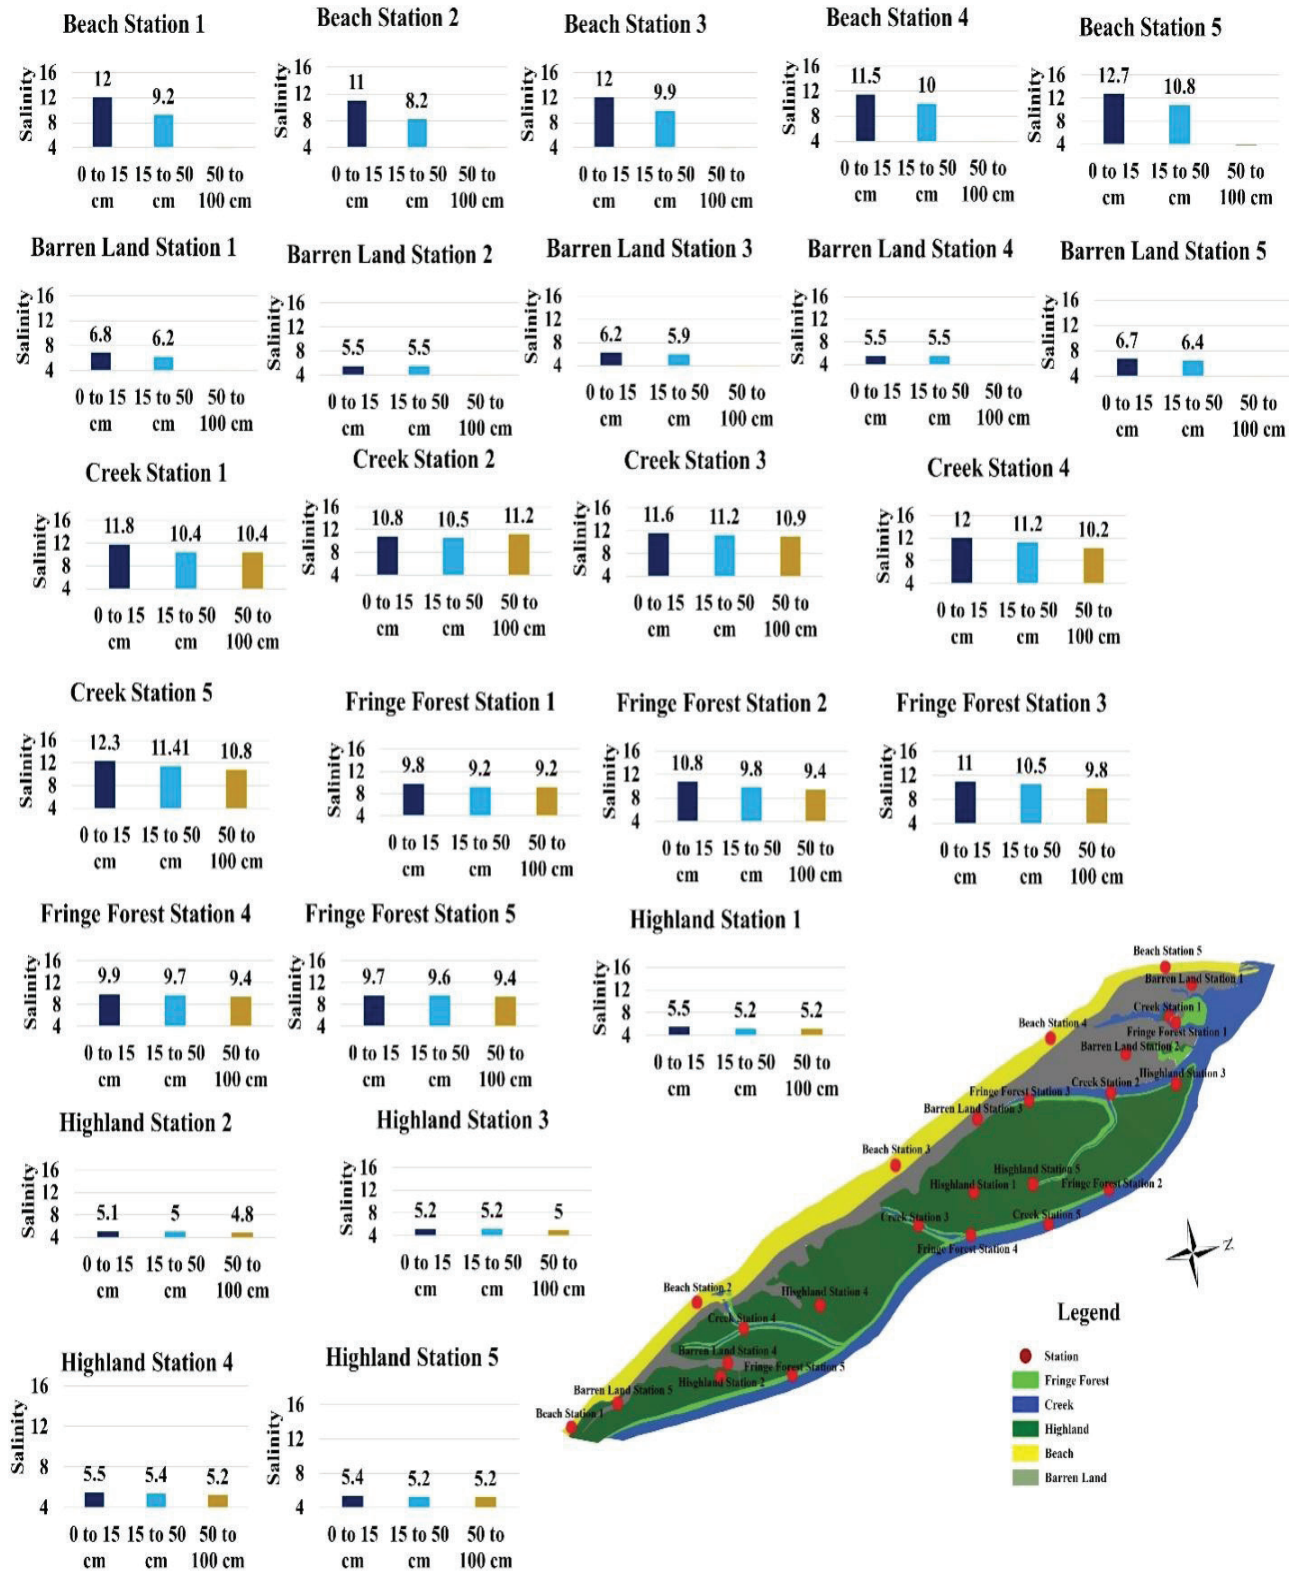 Beach Station 1
Salinity
16
12
8
4
12
9.2
0 to 15 cm
15 to 50 cm
50 to 100 cm
Beach Station 2
Salinity
16
12
8
4
11
8.2
0 to 15 cm
15 to 50 cm
50 to 100 cm
Beach Station 3
Salinity
16
12
8
4
12
9.9
0 to 15 cm
15 to 50 cm
50 to 100 cm
Beach Station 4
Salinity
16
12
8
4
11.5
10
0 to 15 cm
15 to 50 cm
50 to 100 cm
Beach Station 5
Salinity
16
12
8
4
12.7
10.8
0 to 15 cm
15 to 50 cm
50 to 100 cm
Barren Land Station 1
Salinity
16
12
8
4
6.8
6.2
0 to 15 cm
15 to 50 cm
50 to 100 cm
Barren Land Station 2
Salinity
16
12
8
4
5.5
5.5
0 to 15 cm
15 to 50 cm
50 to 100 cm
Barren Land Station 3
Salinity
16
12
8
4
6.2
5.9
0 to 15 cm
15 to 50 cm
50 to 100 cm
Barren Land Station 4
Salinity
16
12
8
4
5.5
5.5
0 to 15 cm
15 to 50 cm
50 to 100 cm
Barren Land Station 5
Salinity
16
12
8
4
6.7
6.4
0 to 15 cm
15 to 50 cm
50 to 100 cm
Creek Station 1
Salinity
16
12
8
4
11.8
10.4
10.4
0 to 15 cm
15 to 50 cm
50 to 100 cm
Creek Station 2
Salinity
16
12
8
4
10.8
10.5
11.2
0 to 15 cm
15 to 50 cm
50 to 100 cm
Creek Station 3
Salinity
16
12
8
4
11.6
11.2
10.9
0 to 15 cm
15 to 50 cm
50 to 100 cm
Creek Station 4
Salinity
16
12
8
4
12
11.2
10.2
0 to 15 cm
15 to 50 cm
50 to 100 cm
Creek Station 5
Salinity
16
12
8
4
12.3
11.41
10.8
0 to 15 cm
15 to 50 cm
50 to 100 cm
Fringe Forest Station 1
Salinity
16
12
8
4
9.8
9.2
9.2
0 to 15 cm
15 to 50 cm
50 to 100 cm
Fringe Forest Station 2
Salinity
16
12
8
4
10.8
9.8
9.4
0 to 15 cm
15 to 50 cm
50 to 100 cm
Fringe Forest Station 3
Salinity
16
12
8
4
11
10.5
9.8
0 to 15 cm
15 to 50 cm
50 to 100 cm
Fringe Forest Station 4
Salinity
16
12
8
4
9.9
9.7
9.4
0 to 15 cm
15 to 50 cm
50 to 100 cm
Fringe Forest Station 5
Salinity
16
12
8
4
9.7
9.6
9.4
0 to 15 cm
15 to 50 cm
50 to 100 cm
Highland Station 1
Salinity
16
12
8
4
5.5
5.2
5.2
0 to 15 cm
15 to 50 cm
50 to 100 cm
Highland Station 2
Salinity
16
12
8
4
5.1
5
4.8
0 to 15 cm
15 to 50 cm
50 to 100 cm
Highland Station 3
Salinity
16
12
8
4
5.2
5.2
5
0 to 15 cm
15 to 50 cm
50 to 100 cm
Highland Station 4
Salinity
16
12
8
4
5.5
5.4
5.2
0 to 15 cm
15 to 50 cm
50 to 100 cm
Highland Station 5
Salinity
16
12
8
4
5.4
5.2
5.2
0 to 15 cm
15 to 50 cm
50 to 100 cm
Beach Station 5
Barren Land Station 1
Creek Station 1
Beach Station 4
Fringe Forest Station 1
Barren Land Station 2
Hisghland Station 3
Creek Station 2
Fringe Forest Station 3
Barren Land Station 3
Beach Station 3
Hisghland Station 5
Hisghland Station 1
Fringe Forest Station 2
Creek Station 3
Creek Station 5
Fringe Forest Station 4
Beach Station 2
Hisghland Station 4
Creek Station 4
Barren Land Station 4
Fringe Forest Station 5
Hisghland Station 2
Barren Land Station 5
Beach Station 1
Z
Legend
Station
Fringe Forest
Creek
Highland
Beach
Barren Land